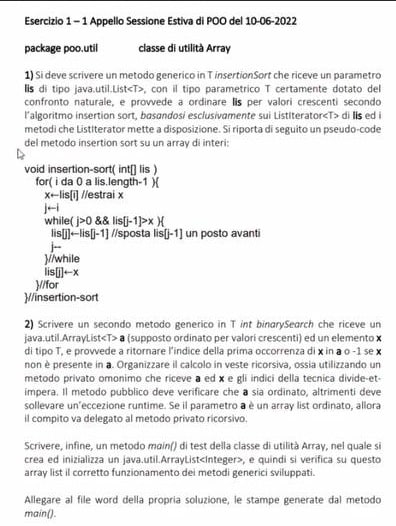 Esercizio 1 – 1 Appello Sessione Estiva di POO del 10-06-2022
package poo.util classe di utilità Array
1) Si deve scrivere un metodo generico in T insertionSort che riceve un parametro
lis di tipo java.util.List<T>, con il tipo parametrico T certamente dotato del
confronto naturale, e provvede a ordinare lis per valori crescenti secondo
l'algoritmo insertion sort, basandosi esclusivamente sui ListIterator<T> di lis ed i
metodi che ListIterator mette a disposizione. Si riporta di seguito un pseudo-code
del metodo insertion sort su un array di interi:
void insertion-sort( int[] lis )
for( i da 0 a lis.length-1 ){
x←lis[i] //estrai x
j←i
while( j>0 && lis[j-1]>x ){
lis[j]←lis[j-1] //sposta lis[j-1] un posto avanti
j--
}//while
lis[j]←x
}//for
}//insertion-sort
2) Scrivere un secondo metodo generico in T int binarySearch che riceve un
java.util.ArrayList<T> a (supposto ordinato per valori crescenti) ed un elemento x
di tipo T, e provvede a ritornare l'indice della prima occorrenza di x in a o -1 se x
non è presente in a. Organizzare il calcolo in veste ricorsiva, ossia utilizzando un
metodo privato omonimo che riceve a ed x e gli indici della tecnica divide-et-
impera. Il metodo pubblico deve verificare che a sia ordinato, altrimenti deve
sollevare un'eccezione runtime. Se il parametro a è un array list ordinato, allora
il compito va delegato al metodo privato ricorsivo.
Scrivere, infine, un metodo main() di test della classe di utilità Array, nel quale si
crea ed inizializza un java.util.ArrayList<Integer>, e quindi si verifica su questo
array list il corretto funzionamento dei metodi generici sviluppati.
Allegare al file word della propria soluzione, le stampe generate dal metodo
main().